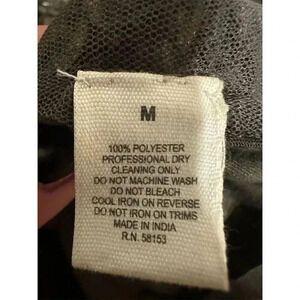 M
100% POLYESTER
PROFESSIONAL DRY
CLEANING ONLY
DO NOT MACHINE WASH
DO NOT BLEACH
COOL IRON ON REVERSE
DO NOT IRON ON TRIMS
MADE IN INDIA
R.N. 58153